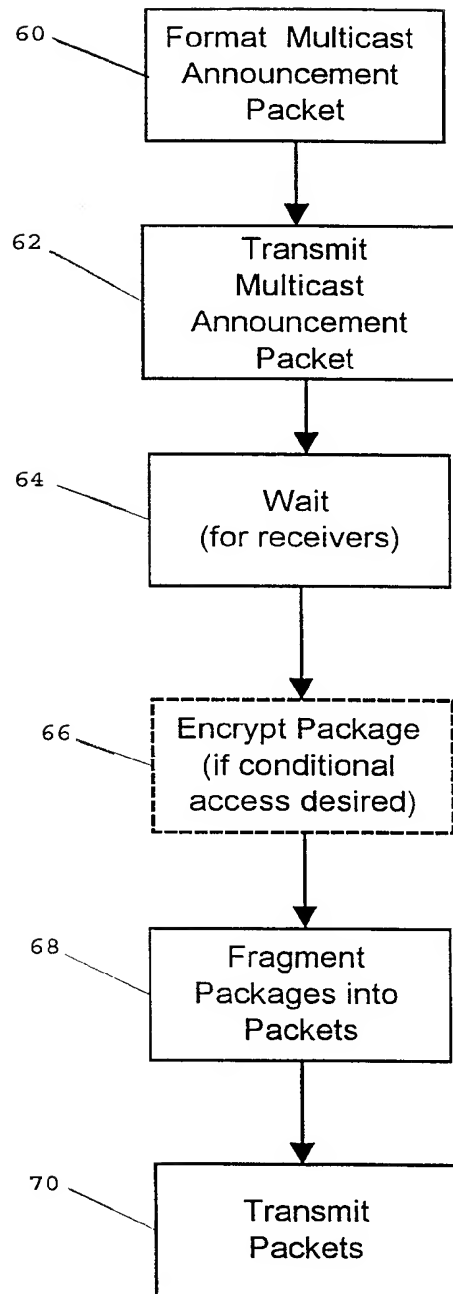 60
Format Multicast
Announcement
Packet
62
Transmit
Multicast
Announcement
Packet
64
Wait
(for receivers)
66
Encrypt Package
(if conditional
access desired)
68
Fragment
Packages into
Packets
70
Transmit
Packets